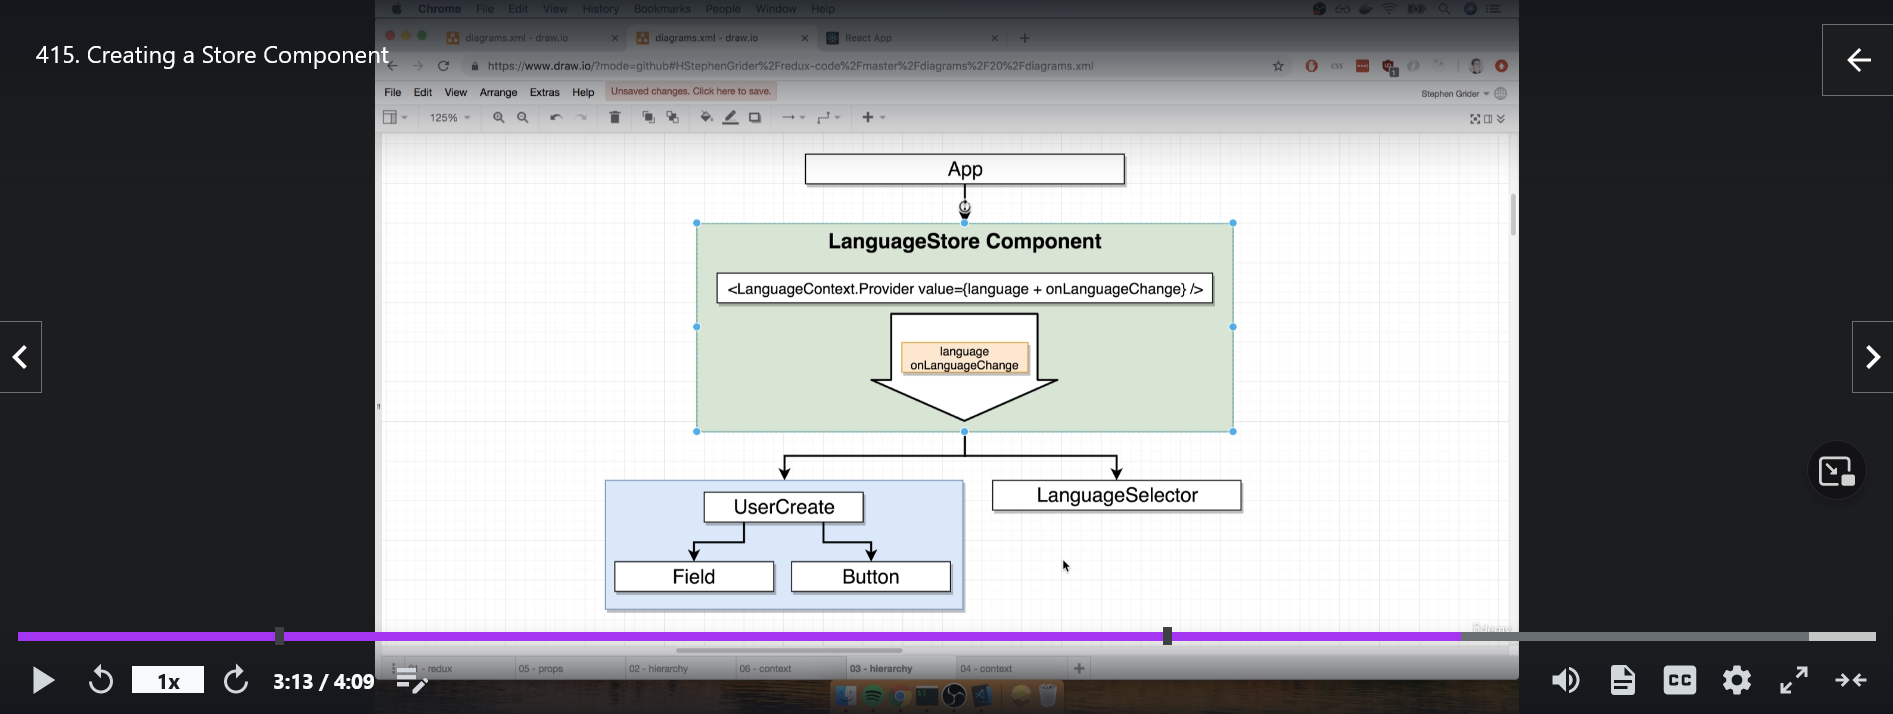 Chrome File Edit View History Bookmarks People Window Help
415. Creating a Store Component
diagrams.xml - draw.io
diagrams.xml - draw.io
React App
https://www.draw.io/?mode=github#HStephenGrider%2Fredux-code%2Fmaster%2Fdiagrams%2F20%2Fdiagrams.xml
File Edit View Arrange Extras Help Unsaved changes. Click here to save.
Stephen Grider
125%
App
LanguageStore Component
<LanguageContext.Provider value={language + onLanguageChange} />
language
onLanguageChange
UserCreate
LanguageSelector
Field
Button
Udemy
- redux
05 - props
02 - hierarchy
06 - context
03 - hierarchy
04 - context
1x
3:13 / 4:09
CC